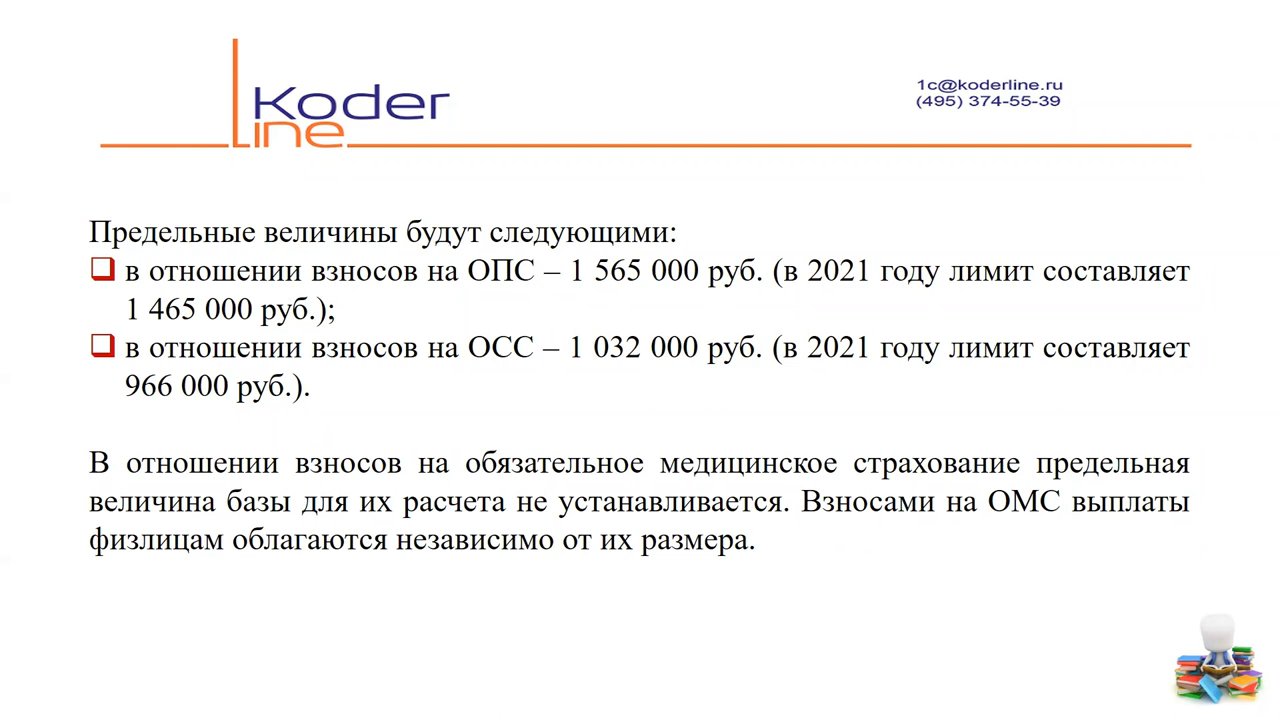 Koder
Line
1c@koderline.ru
(495) 374-55-39
Предельные величины будут следующими:
в отношении взносов на ОПС – 1 565 000 руб. (в 2021 году лимит составляет
1 465 000 руб.);
в отношении взносов на ОСС – 1 032 000 руб. (в 2021 году лимит составляет
966 000 руб.).
В отношении взносов на обязательное медицинское страхование предельная
величина базы для их расчета не устанавливается. Взносами на ОМС выплаты
физлицам облагаются независимо от их размера.